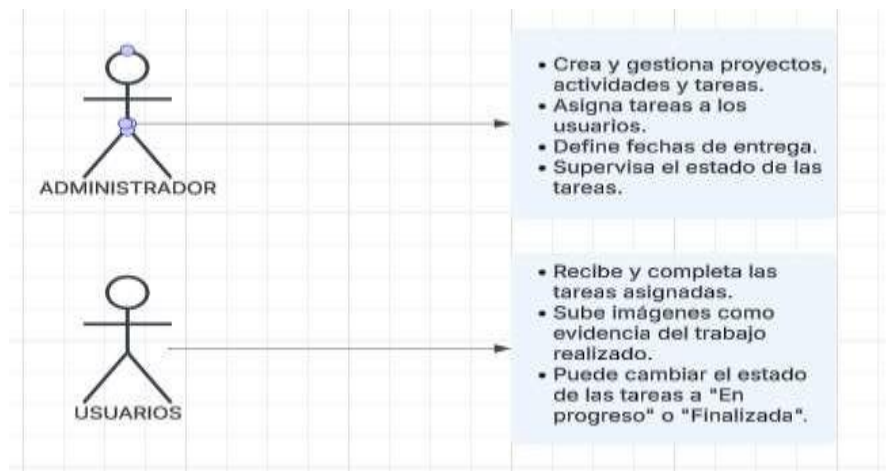 ADMINISTRADOR
• Crea y gestiona proyectos,
actividades y tareas.
• Asigna tareas a los
usuarios.
• Define fechas de entrega.
• Supervisa el estado de las
tareas.
USUARIOS
• Recibe y completa las
tareas asignadas.
• Sube imágenes como
evidencia del trabajo
realizado.
• Puede cambiar el estado
de las tareas a "En
progreso" o "Finalizada".